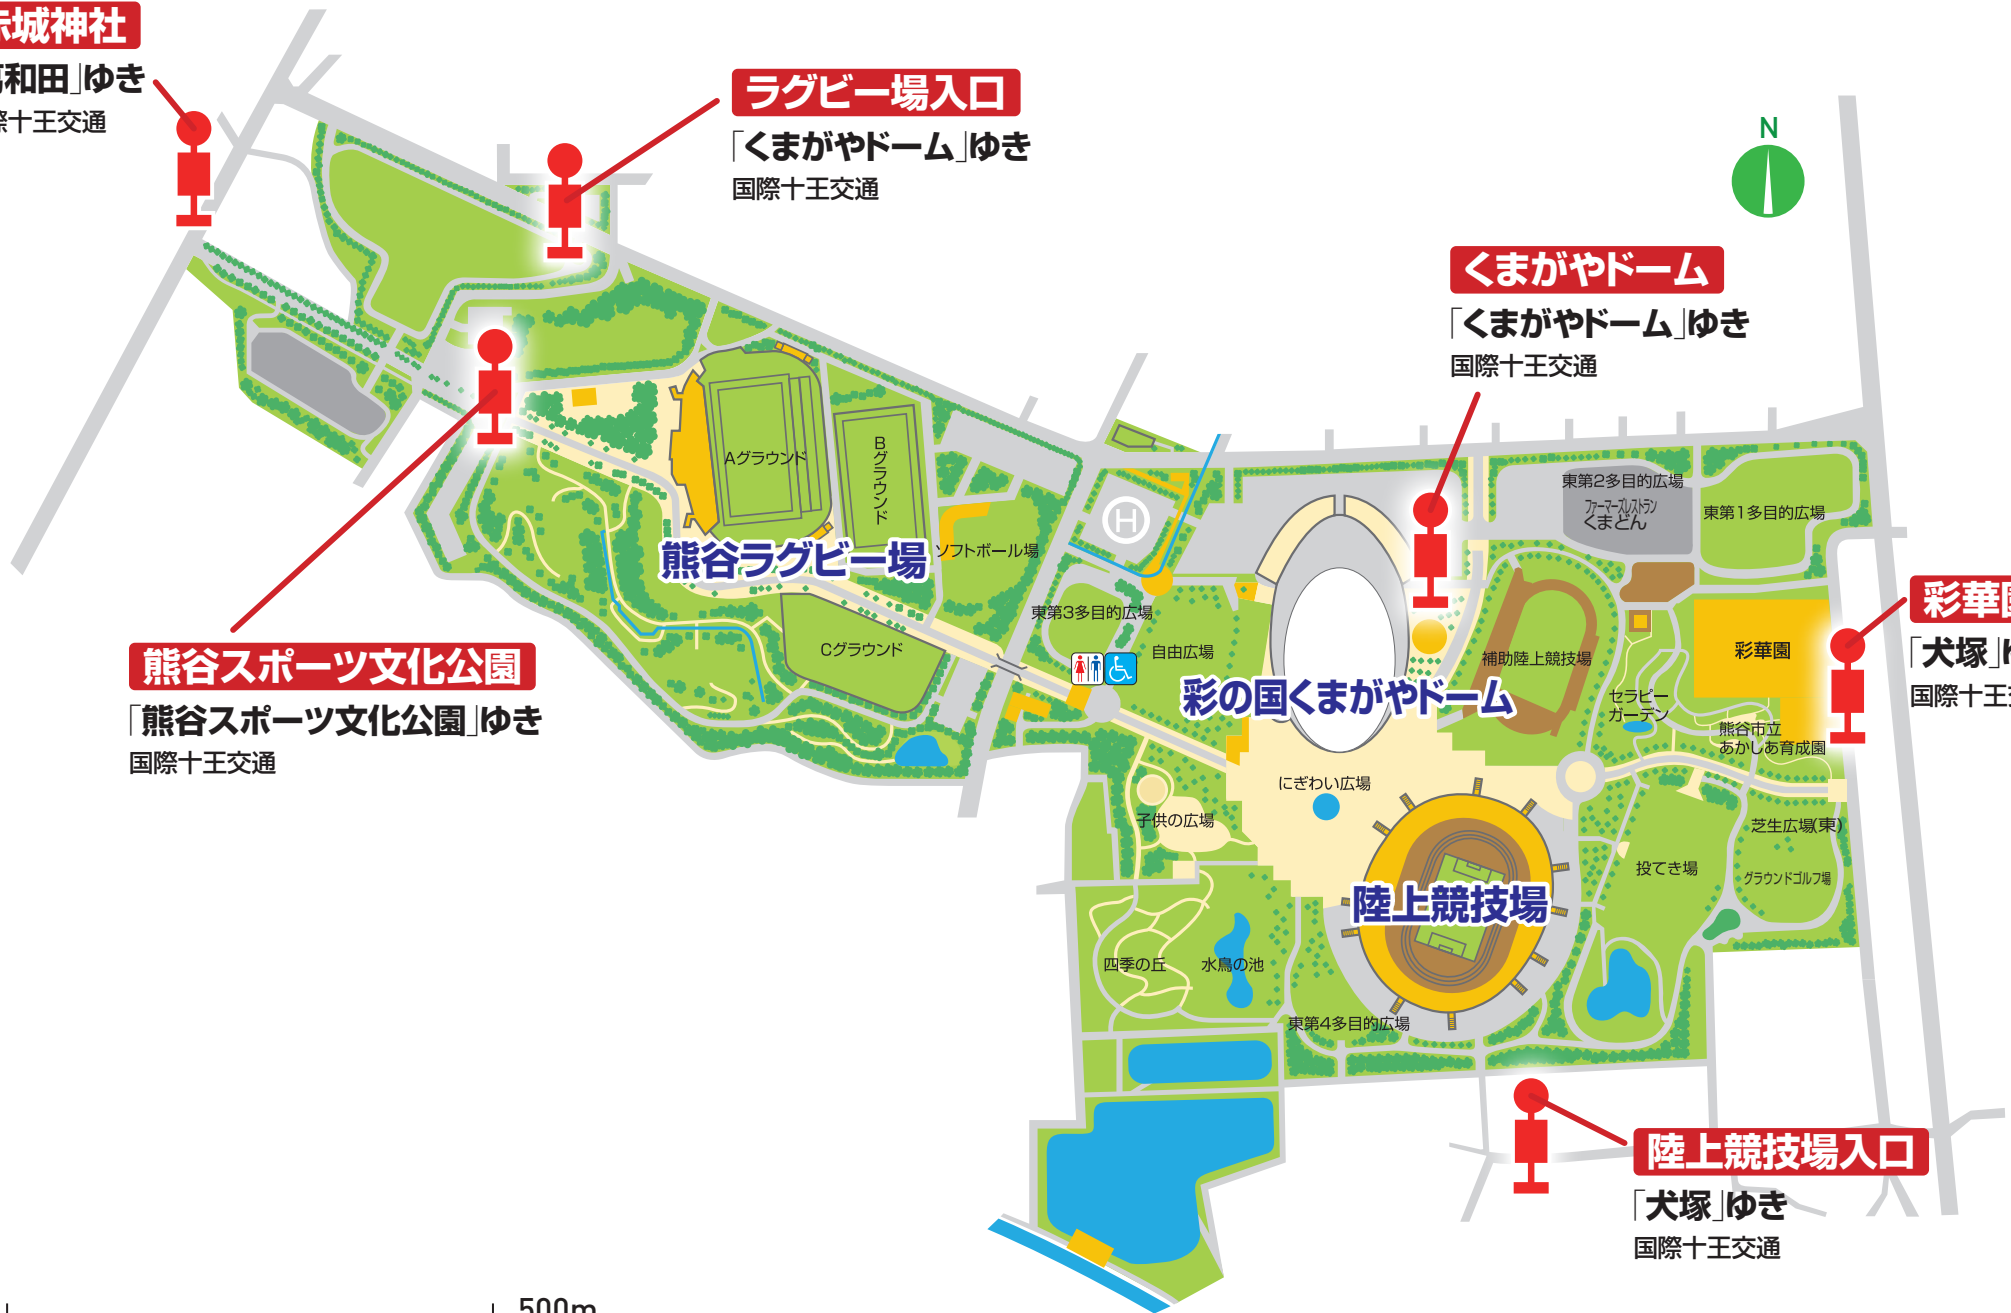 城神社
和田」ゆき
十王交通
ラグビー場入口
「くまがやドーム」ゆき
国際十王交通
N
くまがやドーム
「くまがやドーム」ゆき
国際十王交通
Aグラウンド
Bグラウンド
熊谷ラグビー場
ソフトボール場
H
東第2多目的広場
ファーマーズレストラン
くまどん
東第1多目的広場
東第3多目的広場
自由広場
Cグラウンド
彩の国くまがやドーム
補助陸上競技場
彩華園
セラピー
ガーデン
熊谷市立
あかしあ育成園
彩華
「犬塚」
国際十王
熊谷スポーツ文化公園
「熊谷スポーツ文化公園」ゆき
国際十王交通
にぎわい広場
子供の広場
芝生広場(東)
投てき場
グラウンドゴルフ場
陸上競技場
四季の丘
水鳥の池
東第4多目的広場
陸上競技場入口
「犬塚」ゆき
国際十王交通
500m